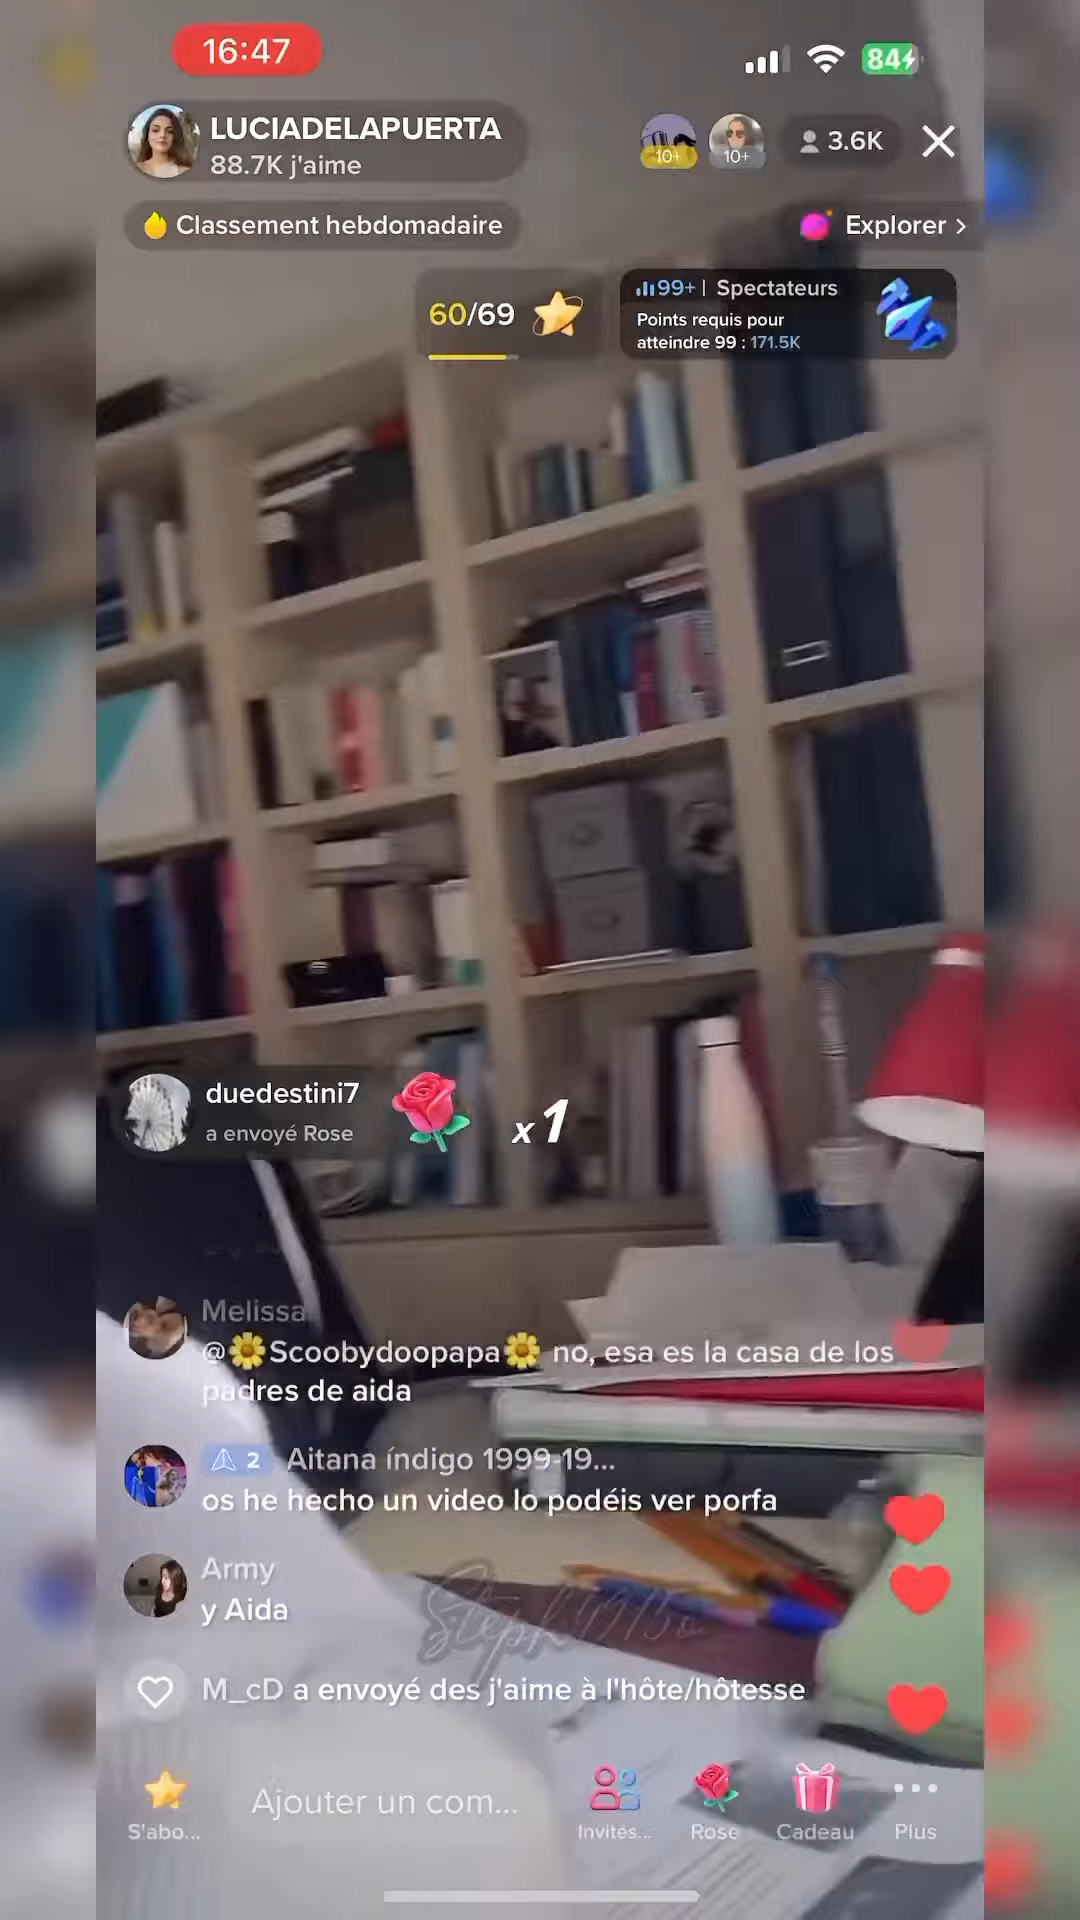 16:47
84
LUCIADELAPUERTA
88.7K j'aime
10+
10+
3.6K
Classement hebdomadaire
Explorer >
60/69
99+ | Spectateurs
Points requis pour
atteindre 99 : 171.5K
duedestini7
a envoyé Rose
x1
Melissa
@🌼Scoobydoopapa🌼 no, esa es la casa de los
padres de aida
2 Aitana índigo 1999-19...
os he hecho un video lo podéis ver porfa
Army
y Aida
M_cD a envoyé des j'aime à l'hôte/hôtesse
S'abo...
Ajouter un com...
Invités...
Rose
Cadeau
Plus